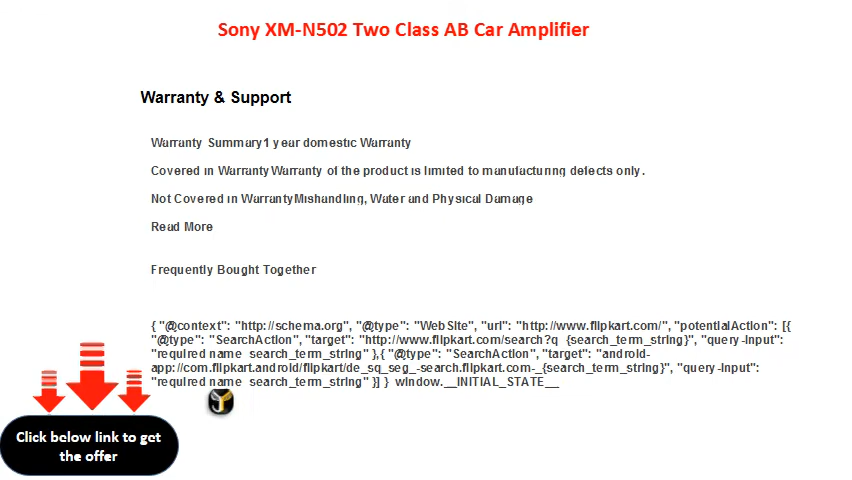 Sony XM-N502 Two Class AB Car Amplifier
Warranty & Support
Warranty Summary1 year domestic Warranty
Covered in WarrantyWarranty of the product is limited to manufacturing defects only.
Not Covered in WarrantyMishandling, Water and Physical Damage
Read More
Frequently Bought Together
{ "@context": "http://schema.org", "@type": "WebSite", "url": "http://www.flipkart.com/", "potentialAction": [{
"@type": "SearchAction", "target": "http://www.flipkart.com/search?q {search_term_string}", "query-input":
"required name search_term_string" },{ "@type": "SearchAction", "target": "android-
app://com.flipkart.android/flipkart/de_sq_seg_-search.flipkart.com-_{search_term_string}", "query-input":
"required name search_term_string" }] } window.__INITIAL_STATE__
Click below link to get
the offer